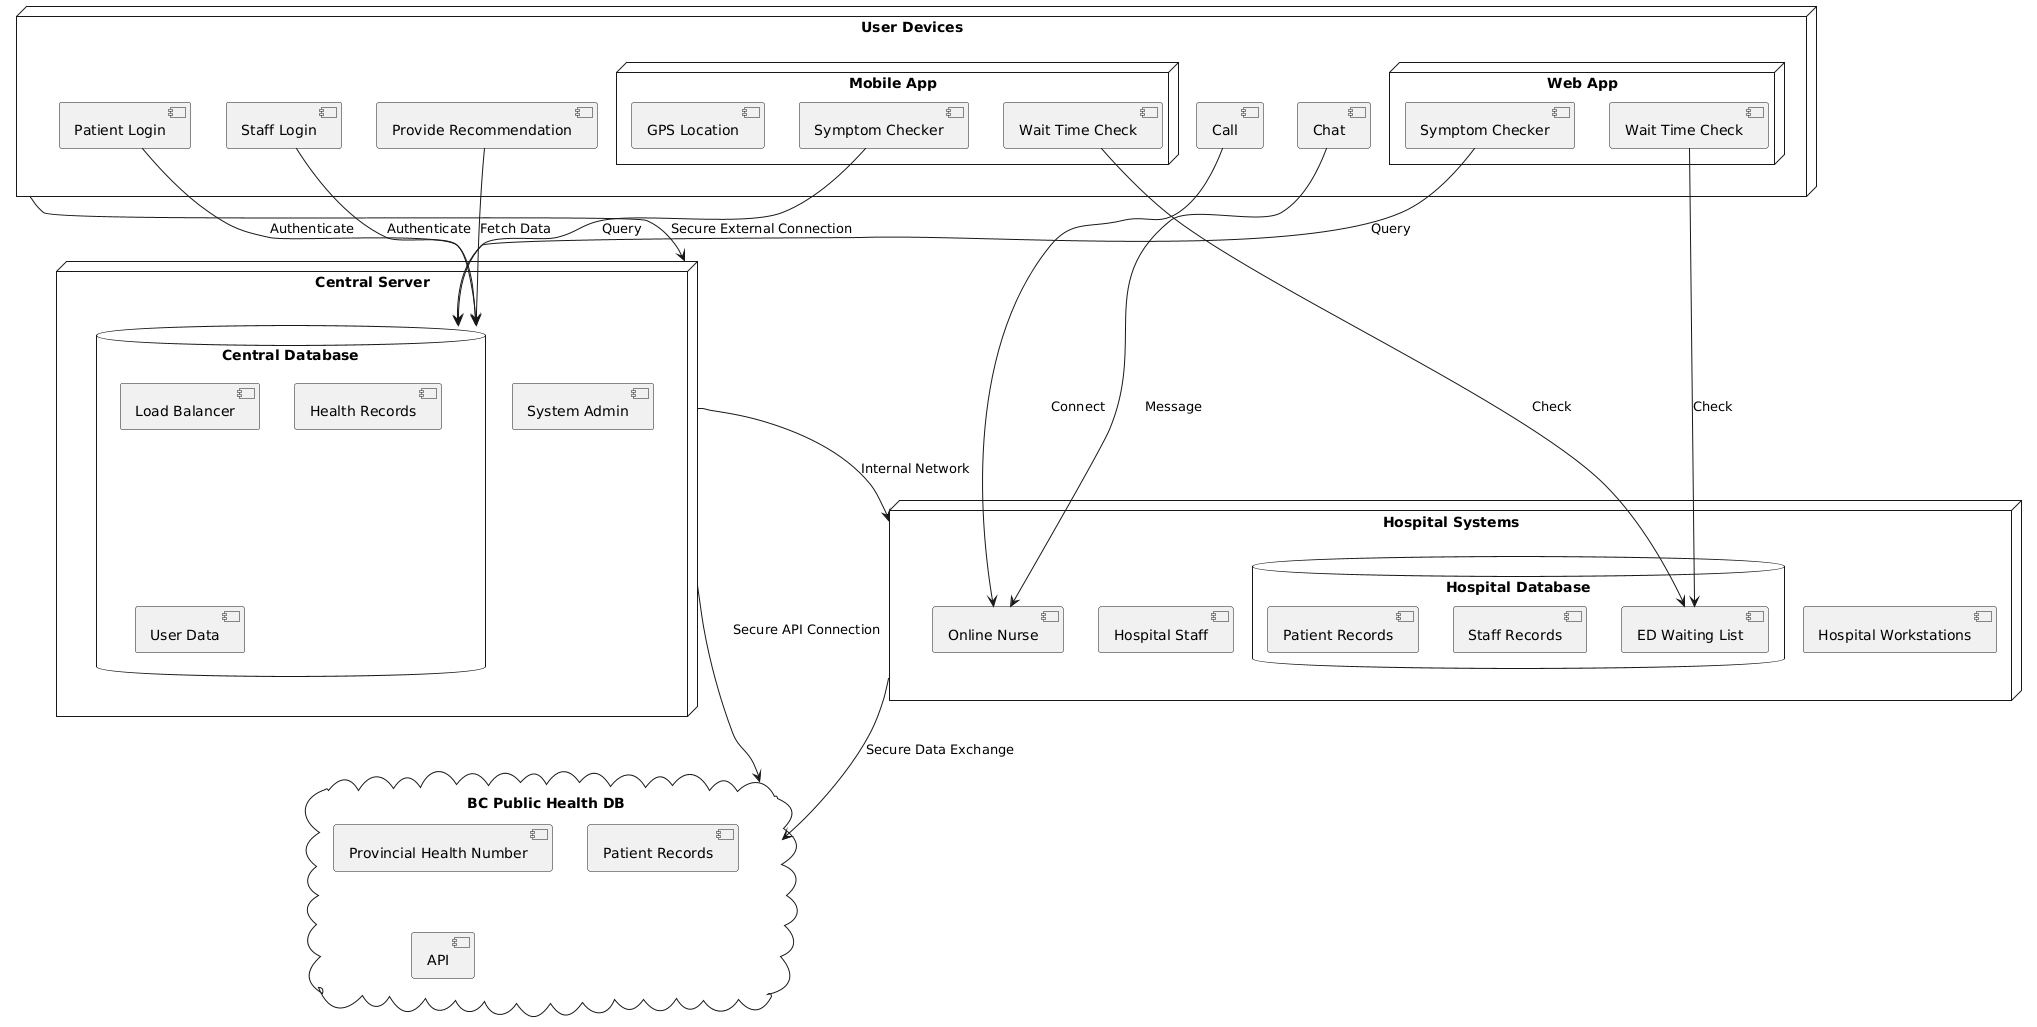 User Devices
Mobile App
Web App
Patient Login
Staff Login
Provide Recommendation
GPS Location
Symptom Checker
Wait Time Check
Call
Chat
Symptom Checker
Wait Time Check
Authenticate
Authenticate
Fetch Data
Query
Secure External Connection
Query
Central Server
Central Database
Load Balancer
Health Records
System Admin
Connect
Message
Check
Check
Internal Network
Hospital Systems
Hospital Database
User Data
Secure API Connection
Online Nurse
Hospital Staff
Patient Records
Staff Records
ED Waiting List
Hospital Workstations
Secure Data Exchange
BC Public Health DB
Provincial Health Number
Patient Records
API